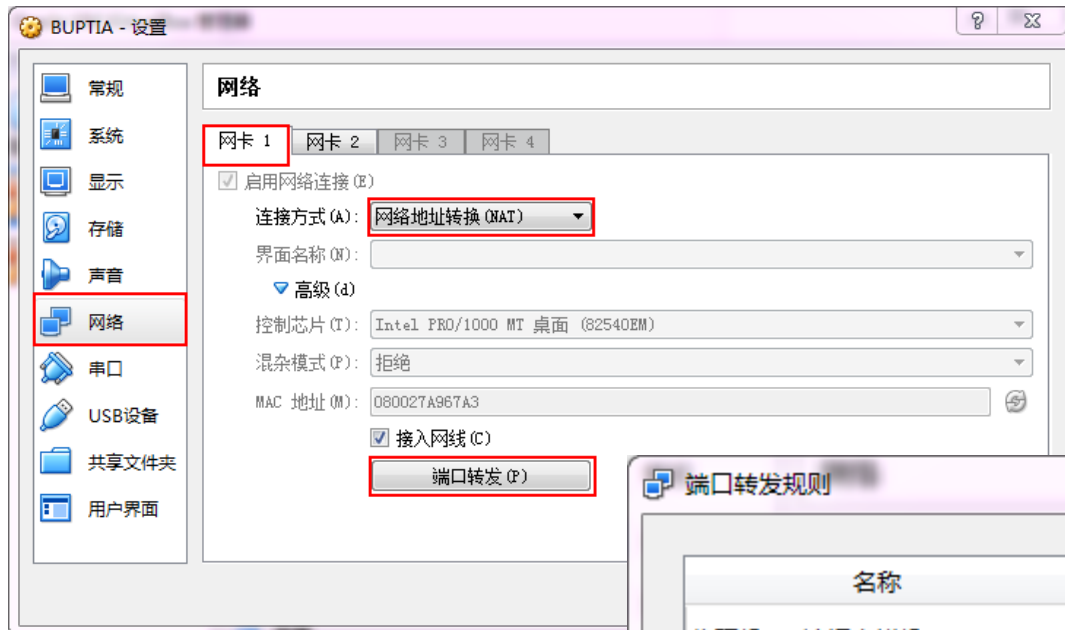 BUPTIA - 设置
常规
系统
显示
存储
声音
网络
串口
USB设备
共享文件夹
用户界面
网络
网卡 1
网卡 2
网卡 3
网卡 4
启用网络连接(E)
连接方式(A): 网络地址转换(NAT)
界面名称(N):
高级(d)
控制芯片(T): Intel PRO/1000 MT 桌面 (82540EM)
混杂模式(P): 拒绝
MAC 地址(M): 080027A967A3
接入网线(C)
端口转发(P)
端口转发规则
名称